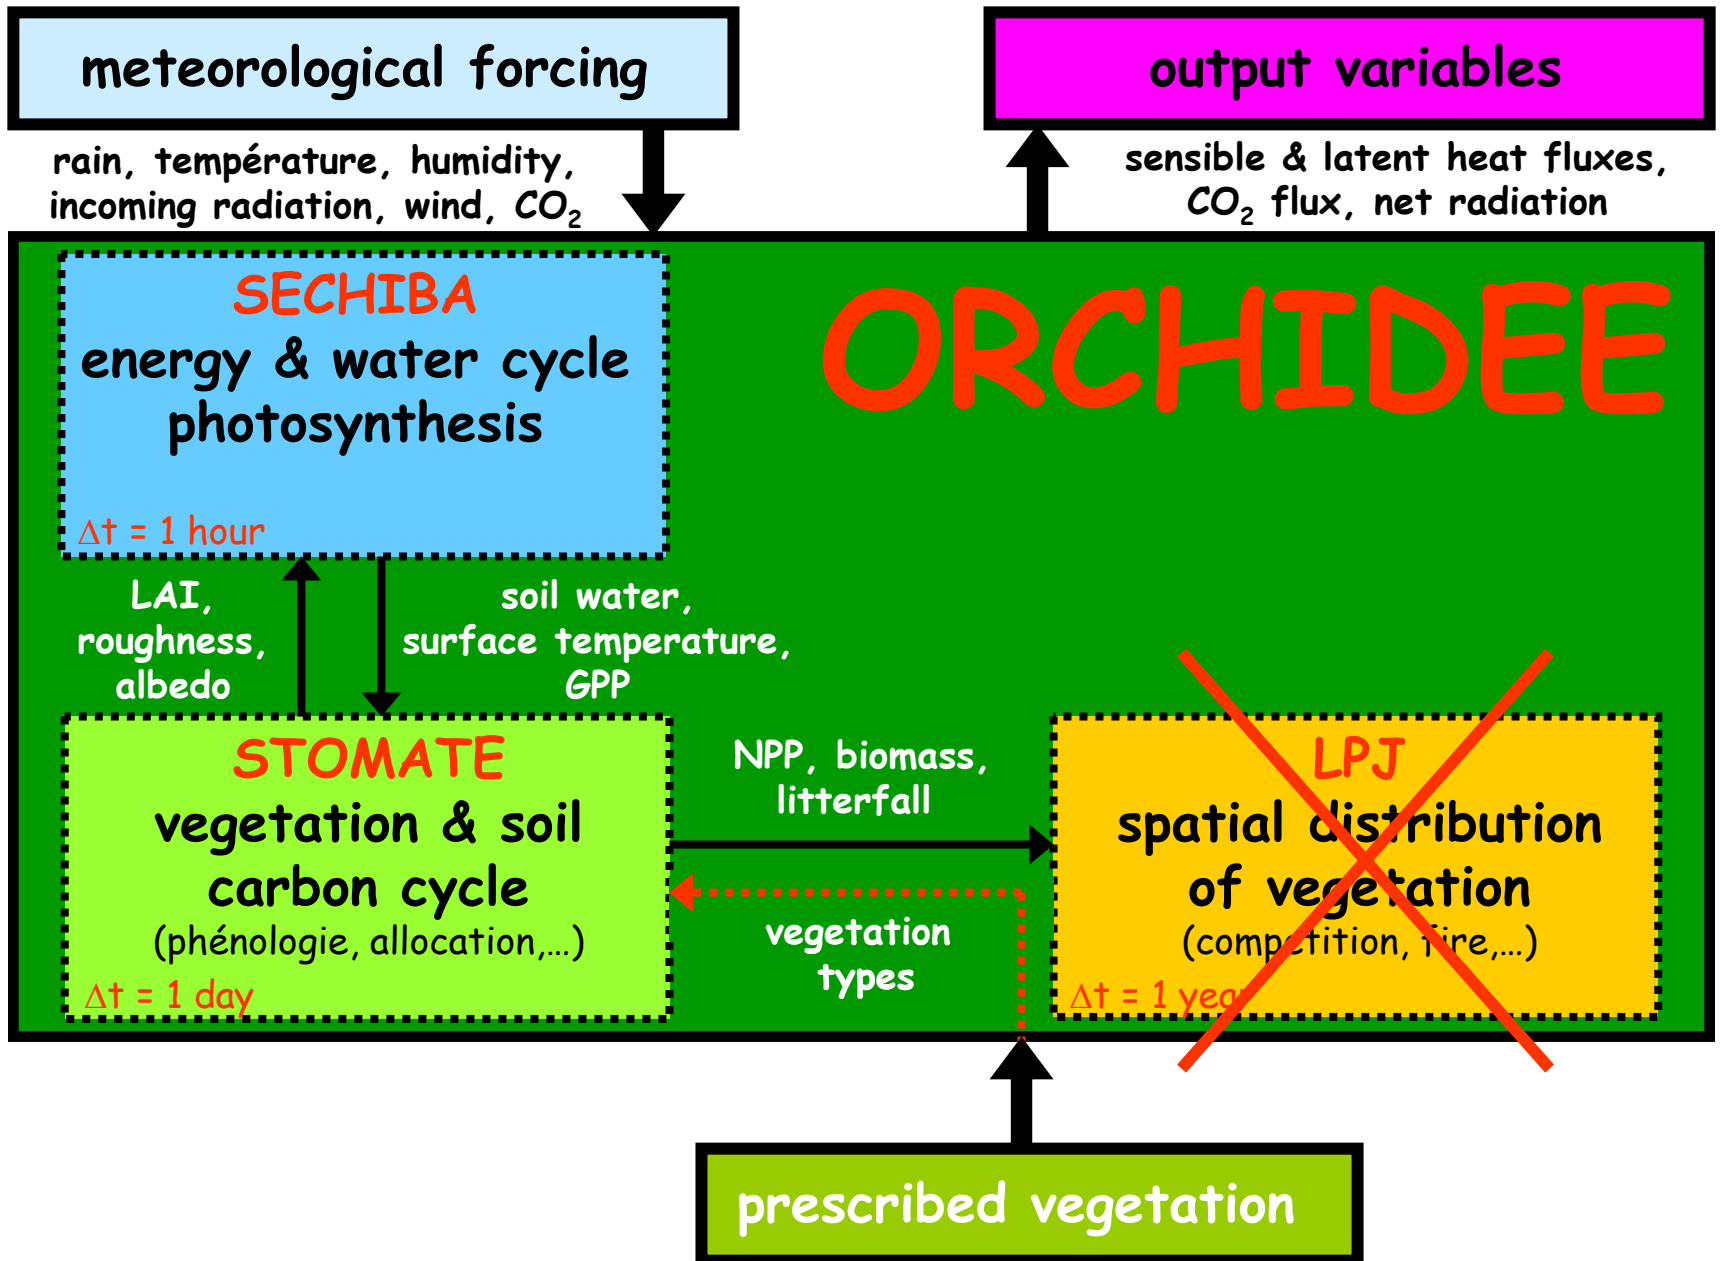 meteorological forcing
output variables
rain, température, humidity,
incoming radiation, wind, CO₂
sensible & latent heat fluxes,
CO₂ flux, net radiation
ORCHIDEE
SECHIBA
energy & water cycle
photosynthesis
Δt = 1 hour
LAI,
roughness,
albedo
soil water,
surface temperature,
GPP
STOMATE
vegetation & soil
carbon cycle
(phénologie, allocation,…)
Δt = 1 day
NPP, biomass,
litterfall
vegetation
types
LPJ
spatial distribution
of vegetation
(competition, fire,…)
Δt = 1 year
prescribed vegetation